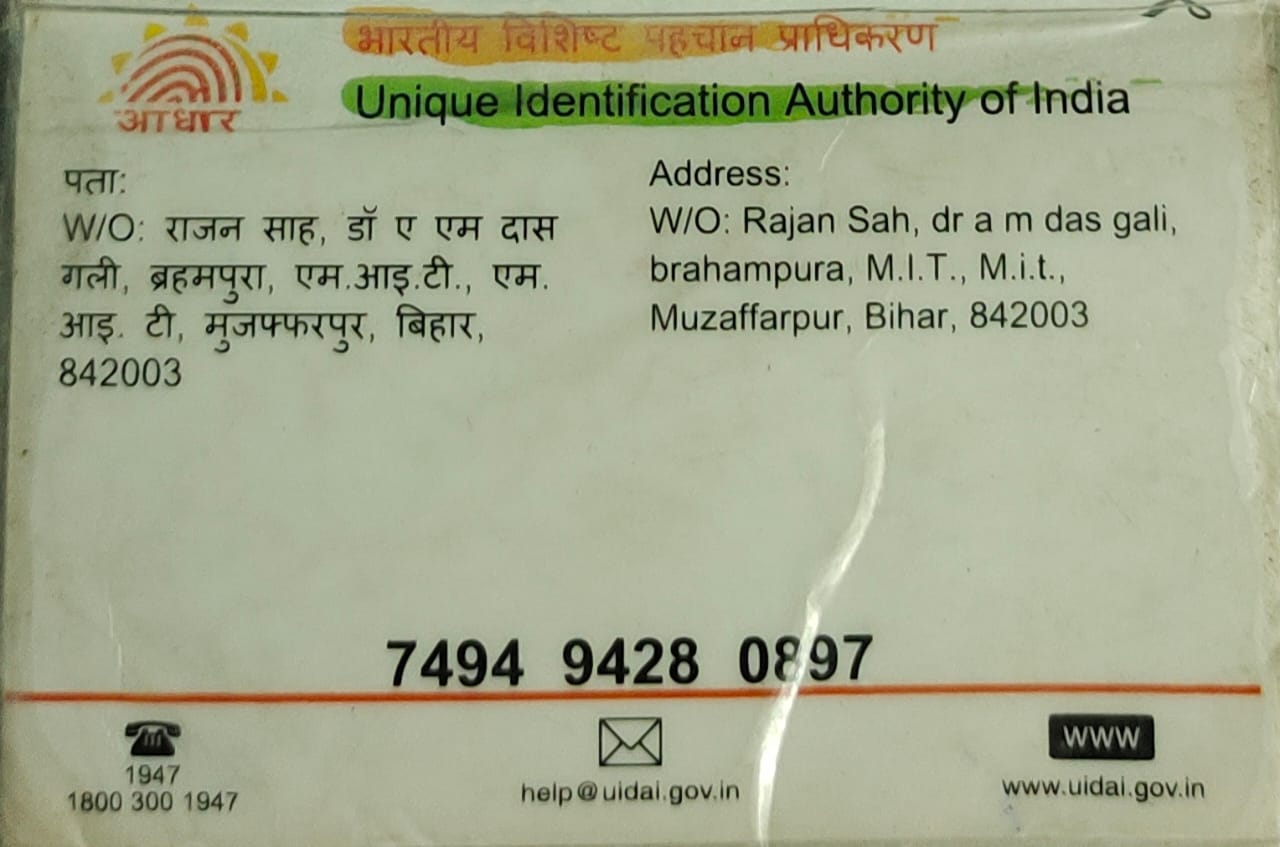 भारतीय विशिष्ट पहचान प्राधिकरण
Unique Identification Authority of India
आधार
पता:
W/O: राजन साह, डॉ ए एम दास
गली, ब्रहमपुरा, एम.आइ.टी., एम.
आइ. टी, मुजफ्फरपुर, बिहार,
842003
Address:
W/O: Rajan Sah, dr a m das gali,
brahampura, M.I.T., M.i.t.,
Muzaffarpur, Bihar, 842003
7494 9428 0897
1947
1800 300 1947
help@uidai.gov.in
www
www.uidai.gov.in